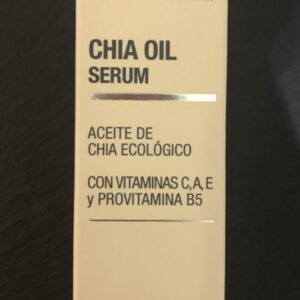 CHIA OIL
SERUM
ACEITE DE
CHIA ECOLÓGICO
CON VITAMINAS C, A, E
y PROVITAMINA B5